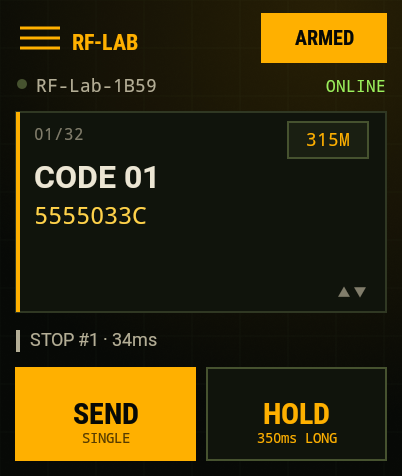 RF-LAB
ARMED
RF-Lab-1B59
ONLINE
01/32
315M
CODE 01
5555033C
▲▼
STOP #1 · 34ms
SEND
SINGLE
HOLD
350ms LONG